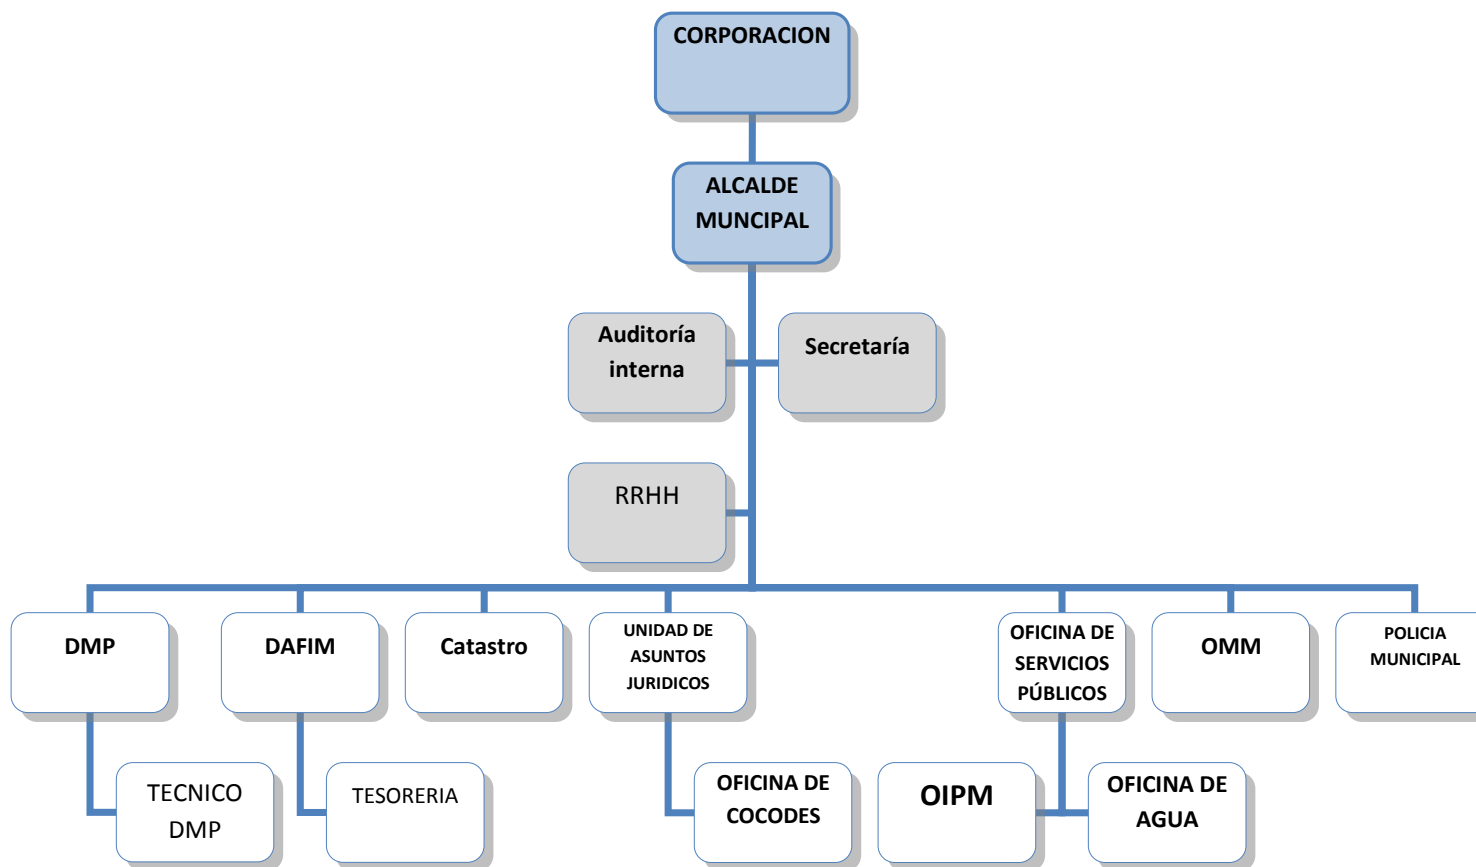 CORPORACION
ALCALDE
MUNCIPAL
Auditoría
interna
Secretaría
RRHH
DMP
DAFIM
Catastro
UNIDAD DE
ASUNTOS
JURIDICOS
OFICINA DE
SERVICIOS
PÚBLICOS
OMM
POLICIA
MUNICIPAL
TECNICO
DMP
TESORERIA
OFICINA DE
COCODES
OIPM
OFICINA DE
AGUA